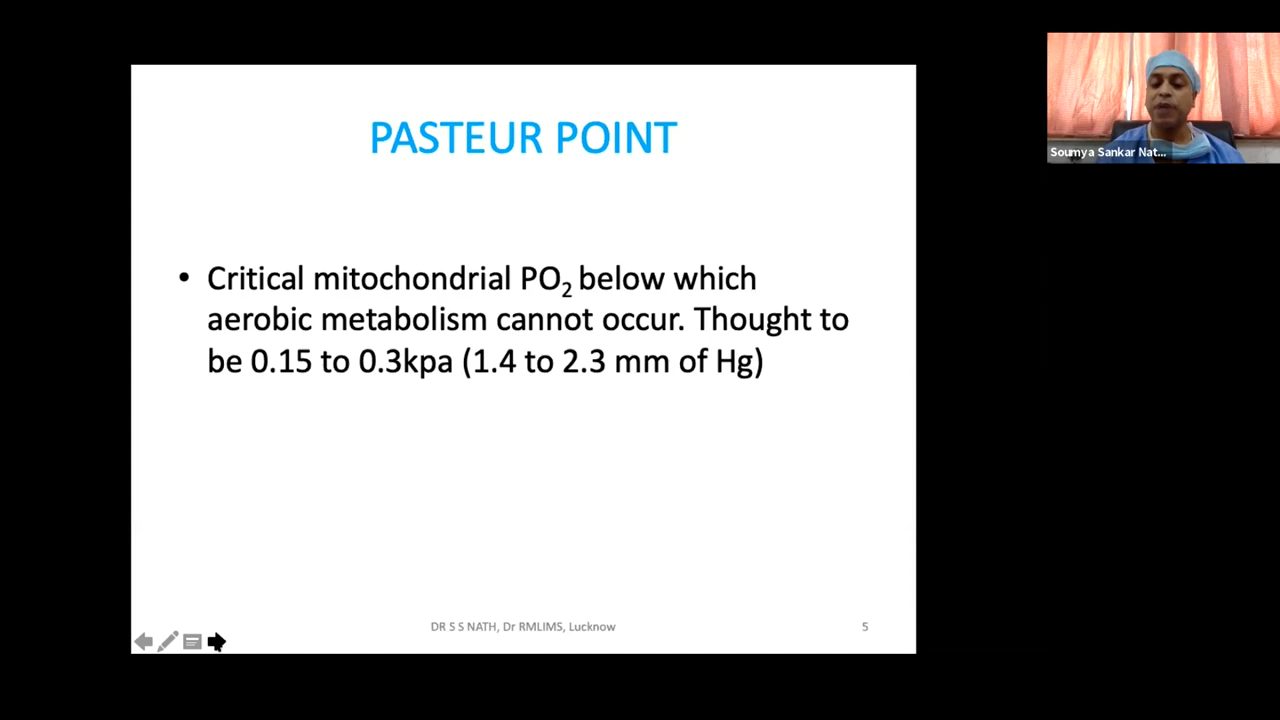 PASTEUR POINT
• Critical mitochondrial PO₂ below which
aerobic metabolism cannot occur. Thought to
be 0.15 to 0.3kpa (1.4 to 2.3 mm of Hg)
DR S S NATH, Dr RMLIMS, Lucknow
5
Soumya Sankar Nat...